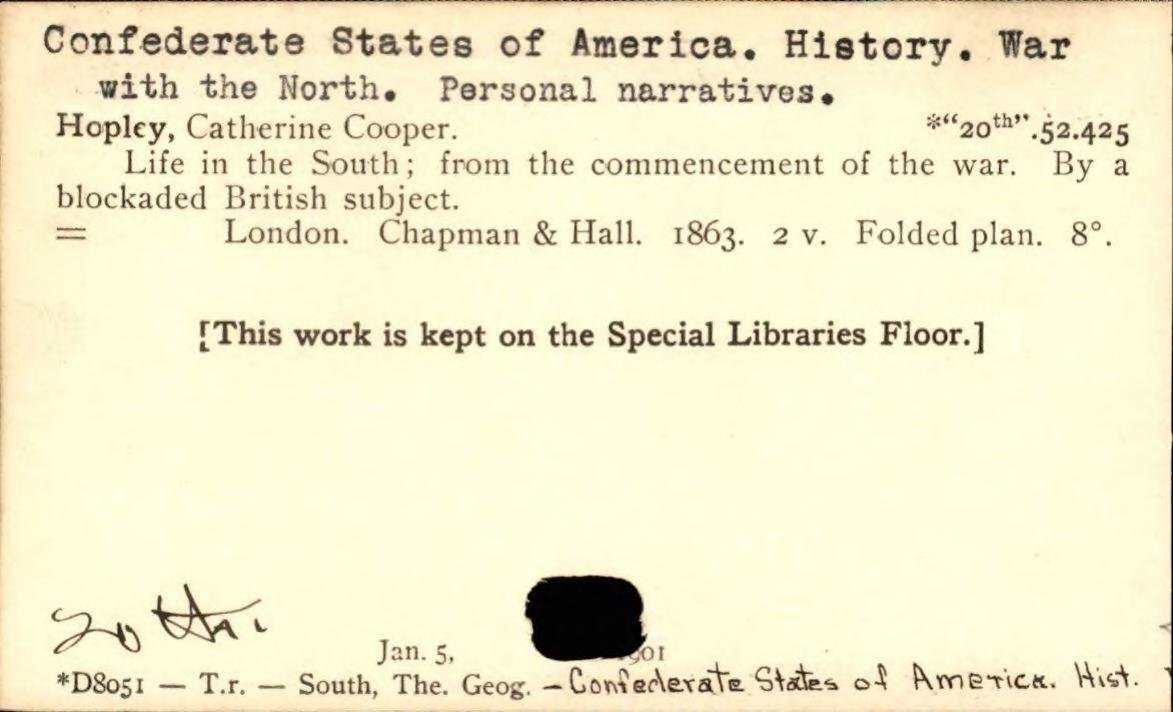 Confederate States of America. History. War
with the North. Personal narratives.
Hopley, Catherine Cooper. *“20th”.52.425
Life in the South; from the commencement of the war. By a
blockaded British subject.
= London. Chapman & Hall. 1863. 2 v. Folded plan. 8°.
[This work is kept on the Special Libraries Floor.]
20th
Jan. 5, 1901
*D8051 — T.r. — South, The. Geog. — Confederate States of America. Hist.